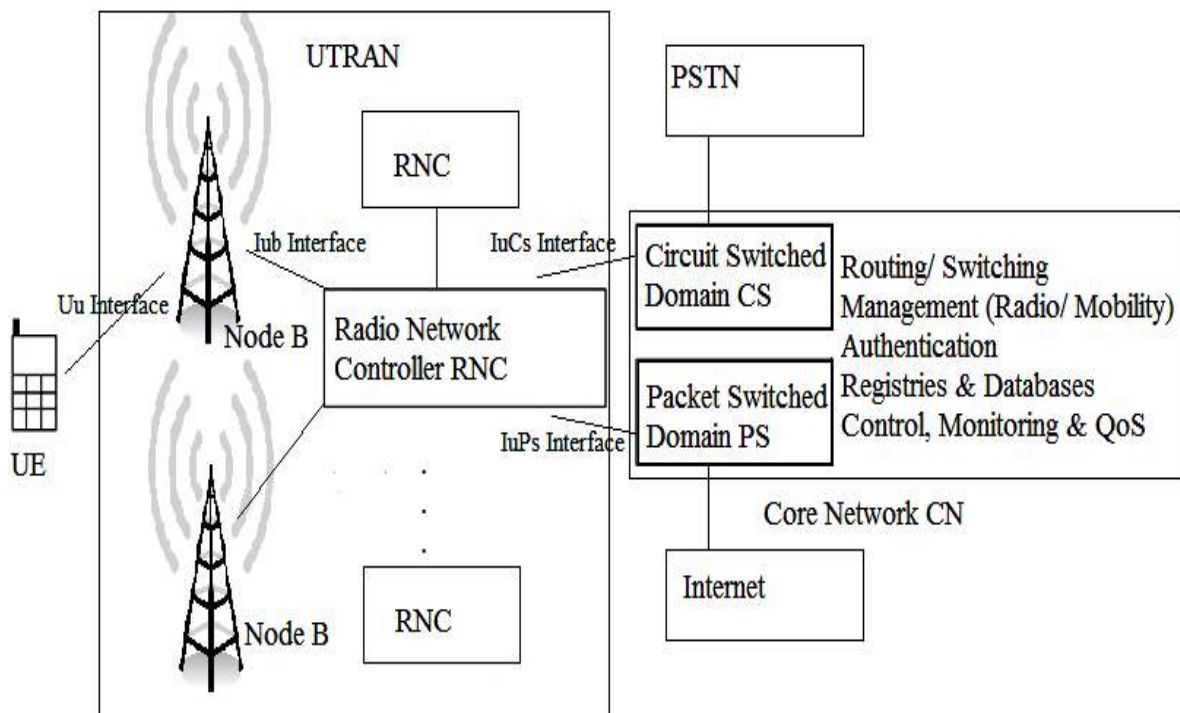 UTRAN
PSTN
RNC
Iub Interface
IuCs Interface
Circuit Switched
Domain CS
Routing/ Switching
Management (Radio/ Mobility)
Authentication
Registries & Databases
Control, Monitoring & QoS
Uu Interface
Node B
Radio Network
Controller RNC
Packet Switched
Domain PS
IuPs Interface
UE
Core Network CN
Internet
Node B
RNC